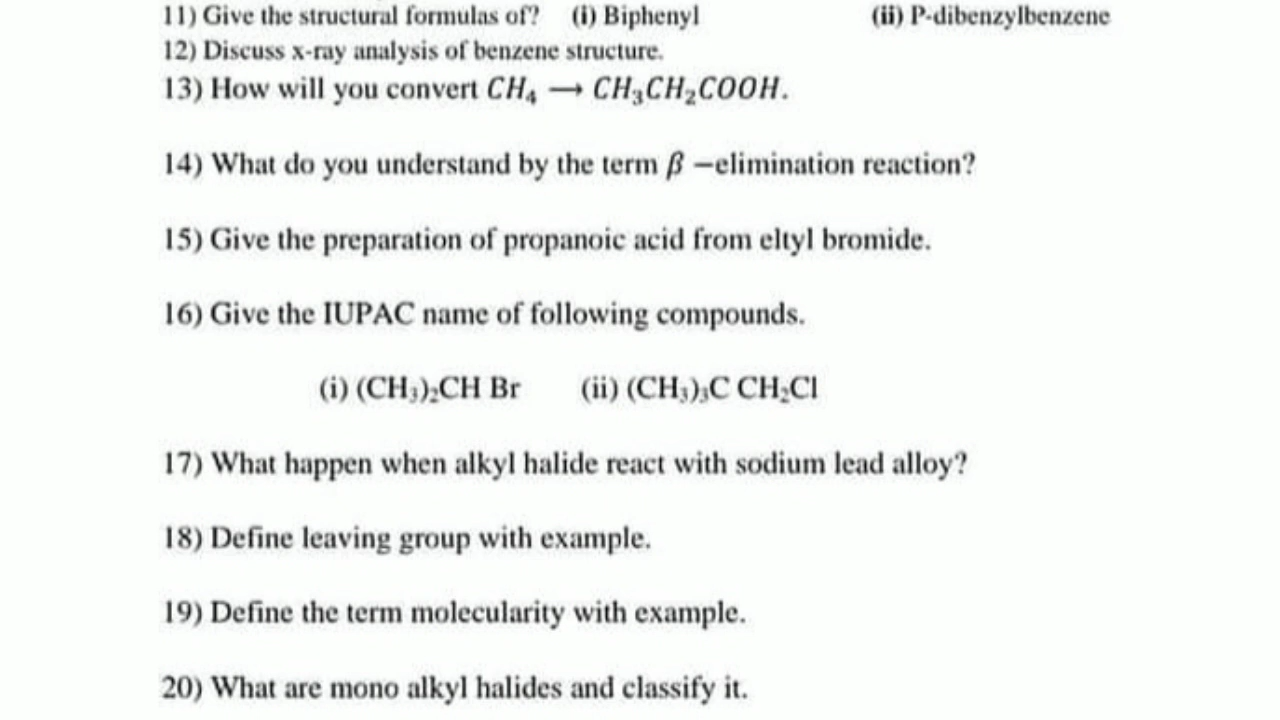 11) Give the structural formulas of? (i) Biphenyl (ii) P-dibenzylbenzene
12) Discuss x-ray analysis of benzene structure.
13) How will you convert CH₄ → CH₃CH₂COOH.
14) What do you understand by the term β –elimination reaction?
15) Give the preparation of propanoic acid from eltyl bromide.
16) Give the IUPAC name of following compounds.
(i) (CH₃)₂CH Br (ii) (CH₃)₃C CH₂Cl
17) What happen when alkyl halide react with sodium lead alloy?
18) Define leaving group with example.
19) Define the term molecularity with example.
20) What are mono alkyl halides and classify it.